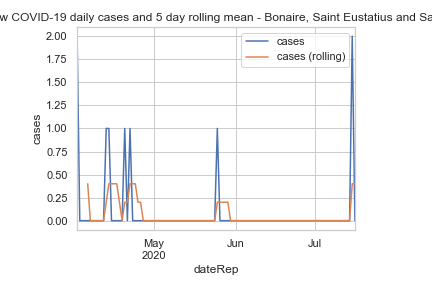 w COVID-19 daily cases and 5 day rolling mean - Bonaire, Saint Eustatius and Sa
cases
cases (rolling)
2.00
1.75
1.50
1.25
1.00
0.75
0.50
0.25
0.00
cases
May
2020
Jun
Jul
dateRep